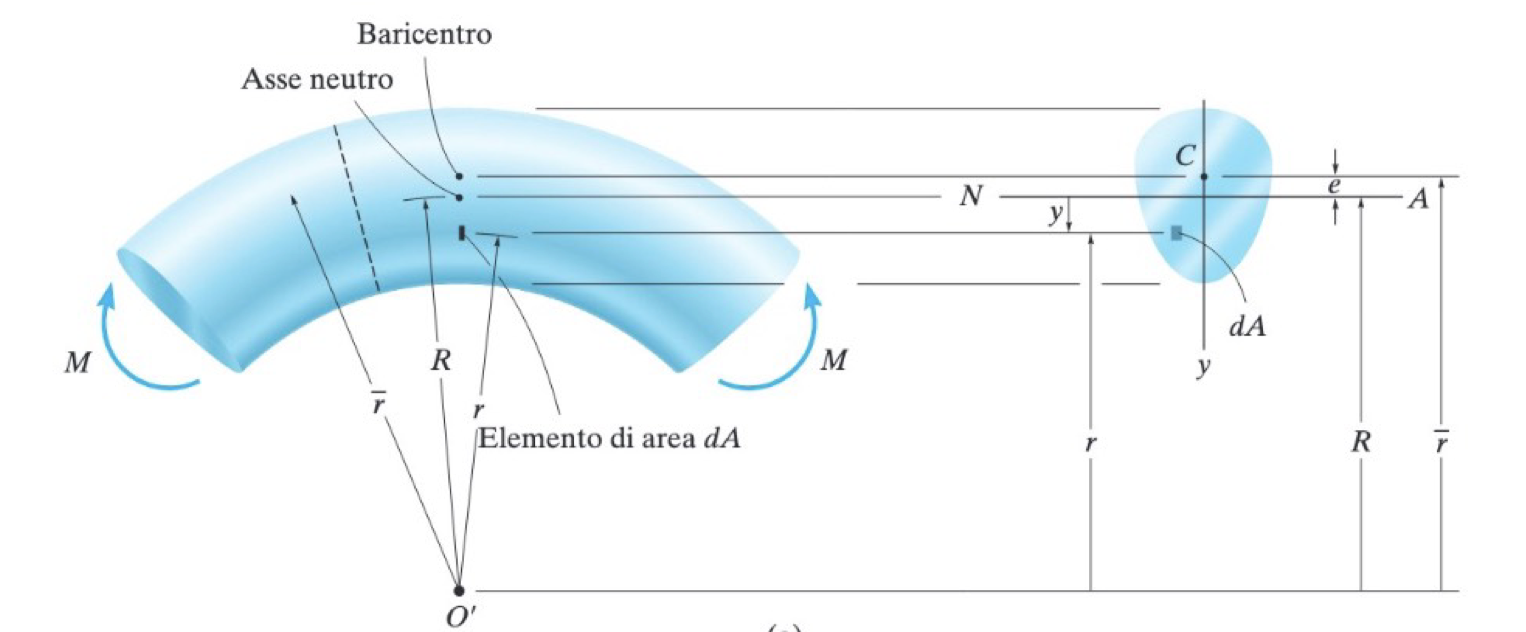 Baricentro
Asse neutro
C
e
N
A
y
dA
M
R
M
y
r̅
r
Elemento di area dA
r
R
r̅
O'